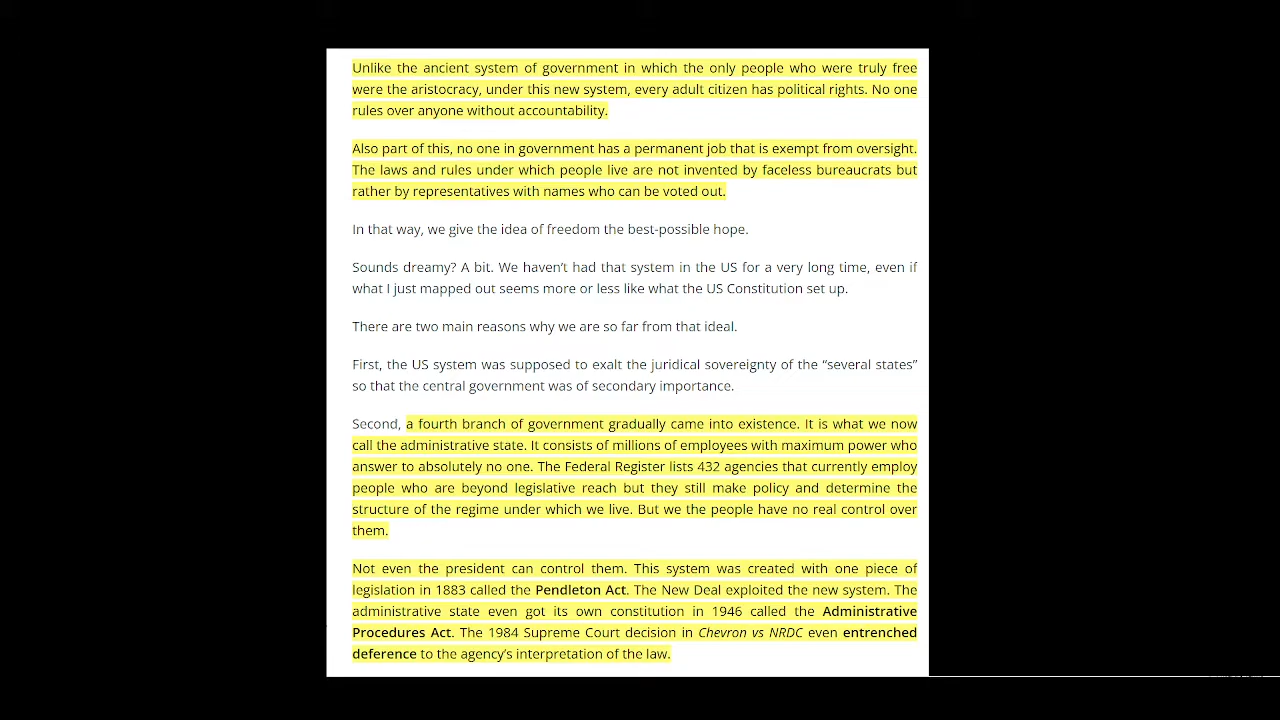 Unlike the ancient system of government in which the only people who were truly free
were the aristocracy, under this new system, every adult citizen has political rights. No one
rules over anyone without accountability.
Also part of this, no one in government has a permanent job that is exempt from oversight.
The laws and rules under which people live are not invented by faceless bureaucrats but
rather by representatives with names who can be voted out.
In that way, we give the idea of freedom the best-possible hope.
Sounds dreamy? A bit. We haven’t had that system in the US for a very long time, even if
what I just mapped out seems more or less like what the US Constitution set up.
There are two main reasons why we are so far from that ideal.
First, the US system was supposed to exalt the juridical sovereignty of the “several states”
so that the central government was of secondary importance.
Second, a fourth branch of government gradually came into existence. It is what we now
call the administrative state. It consists of millions of employees with maximum power who
answer to absolutely no one. The Federal Register lists 432 agencies that currently employ
people who are beyond legislative reach but they still make policy and determine the
structure of the regime under which we live. But we the people have no real control over
them.
Not even the president can control them. This system was created with one piece of
legislation in 1883 called the Pendleton Act. The New Deal exploited the new system. The
administrative state even got its own constitution in 1946 called the Administrative
Procedures Act. The 1984 Supreme Court decision in Chevron vs NRDC even entrenched
deference to the agency’s interpretation of the law.